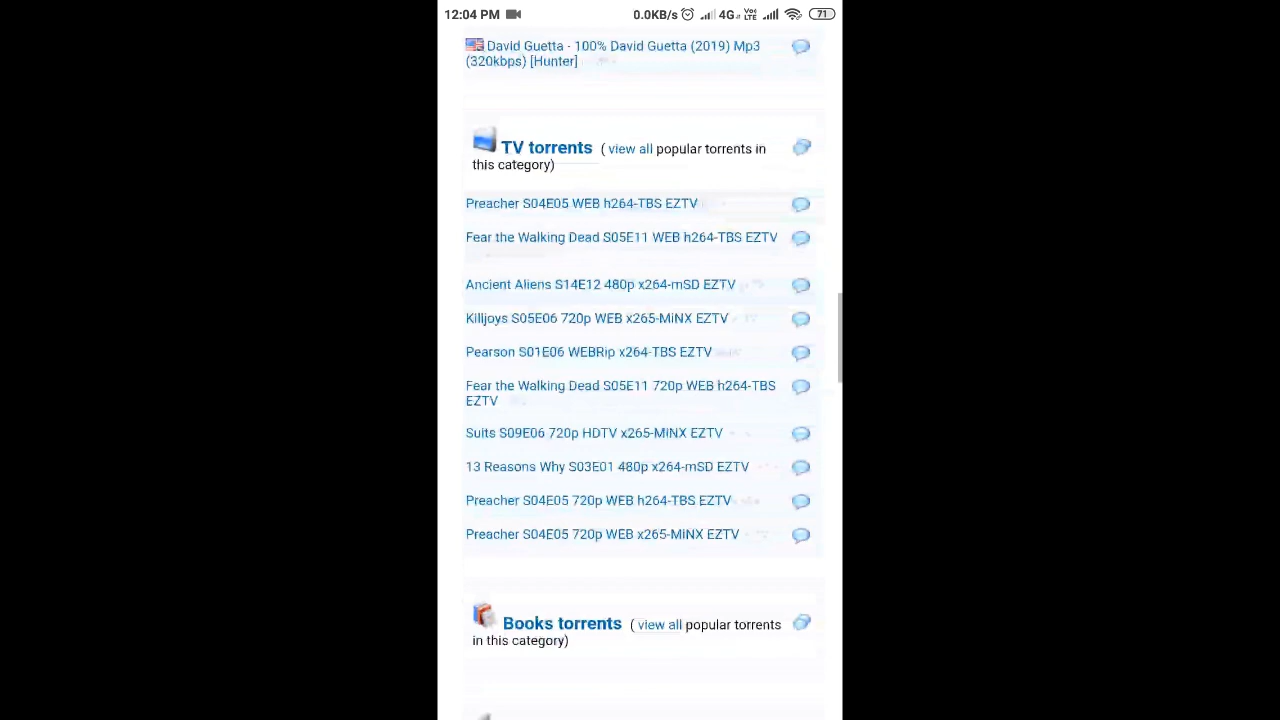 12:04 PM 0.0KB/s 4G Vo LTE 71
David Guetta - 100% David Guetta (2019) Mp3
(320kbps) [Hunter]
TV torrents ( view all popular torrents in
this category)
Preacher S04E05 WEB h264-TBS EZTV
Fear the Walking Dead S05E11 WEB h264-TBS EZTV
Ancient Aliens S14E12 480p x264-mSD EZTV
Killjoys S05E06 720p WEB x265-MiNX EZTV
Pearson S01E06 WEBRip x264-TBS EZTV
Fear the Walking Dead S05E11 720p WEB h264-TBS
EZTV
Suits S09E06 720p HDTV x265-MiNX EZTV
13 Reasons Why S03E01 480p x264-mSD EZTV
Preacher S04E05 720p WEB h264-TBS EZTV
Preacher S04E05 720p WEB x265-MiNX EZTV
Books torrents ( view all popular torrents
in this category)